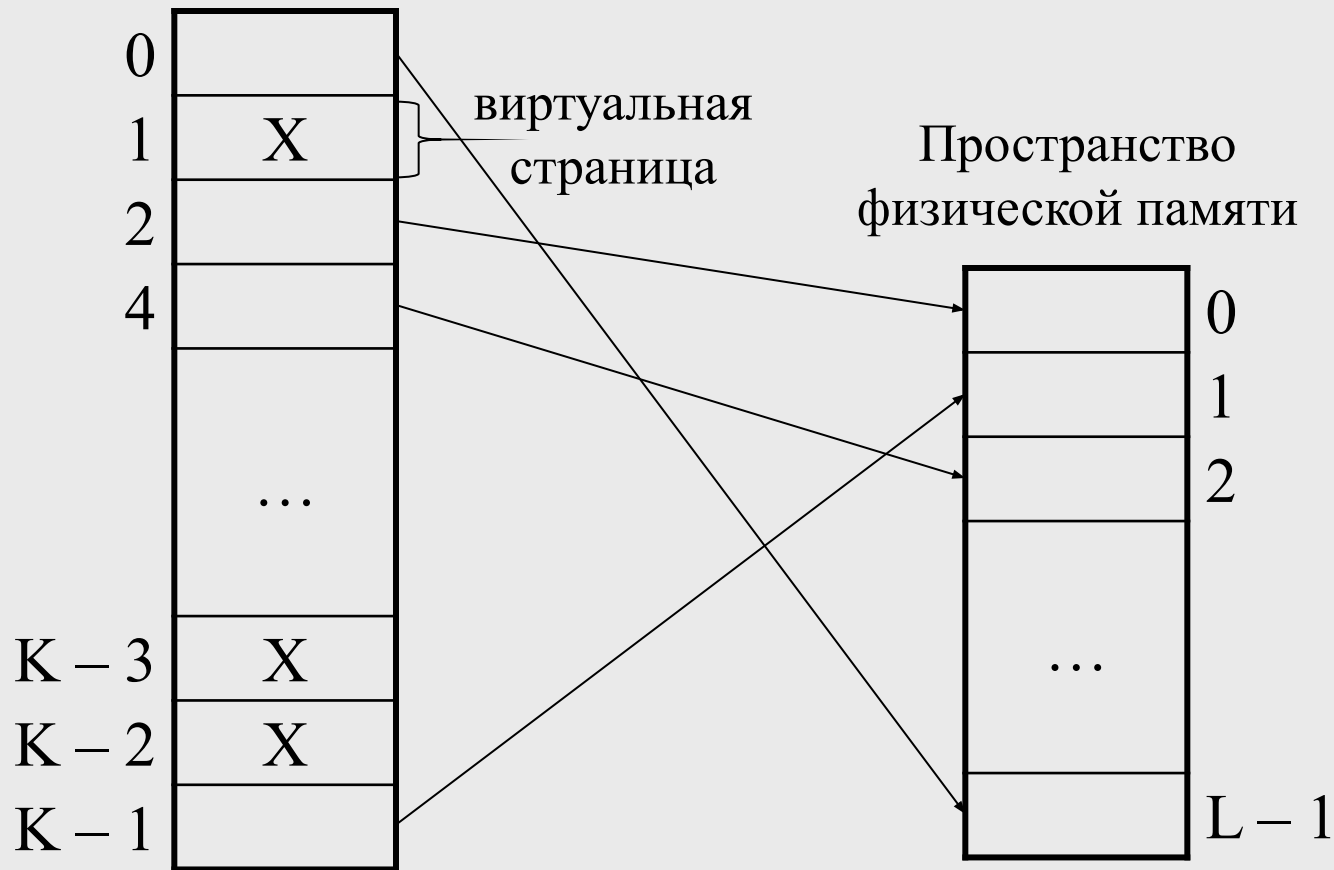 0
1
X
виртуальная
страница
2
4
…
K – 3
X
K – 2
X
K – 1
Пространство
физической памяти
0
1
2
…
L – 1